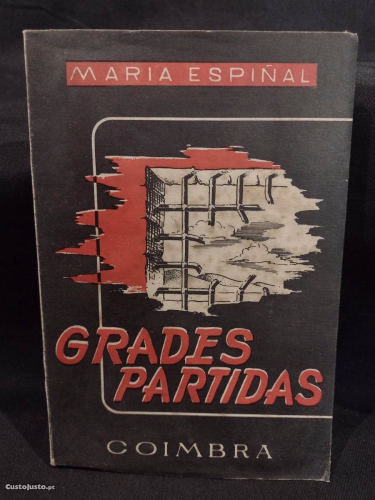 MARIA ESPIÑAL
GRADES
PARTIDAS
COIMBRA
CustoJusto.pt